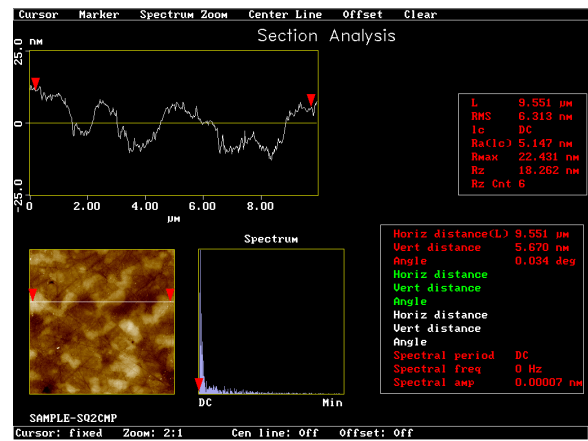 Cursor Marker Spectrum Zoom Center Line Offset Clear
Section Analysis
nm
25.0
0
-25.0
0 2.00 4.00 6.00 8.00
µm
L 9.551 µm
RMS 6.313 nm
lc DC
Ra(lc) 5.147 nm
Rmax 22.431 nm
Rz 18.262 nm
Rz Cnt 6
Spectrum
DC Min
Horiz distance(L) 9.551 µm
Vert distance 5.670 nm
Angle 0.034 deg
Horiz distance
Vert distance
Angle
Horiz distance
Vert distance
Angle
Spectral period DC
Spectral freq 0 Hz
Spectral amp 0.00007 nm
SAMPLE-SQ2CMP
Cursor: fixed Zoom: 2:1 Cen line: Off Offset: Off